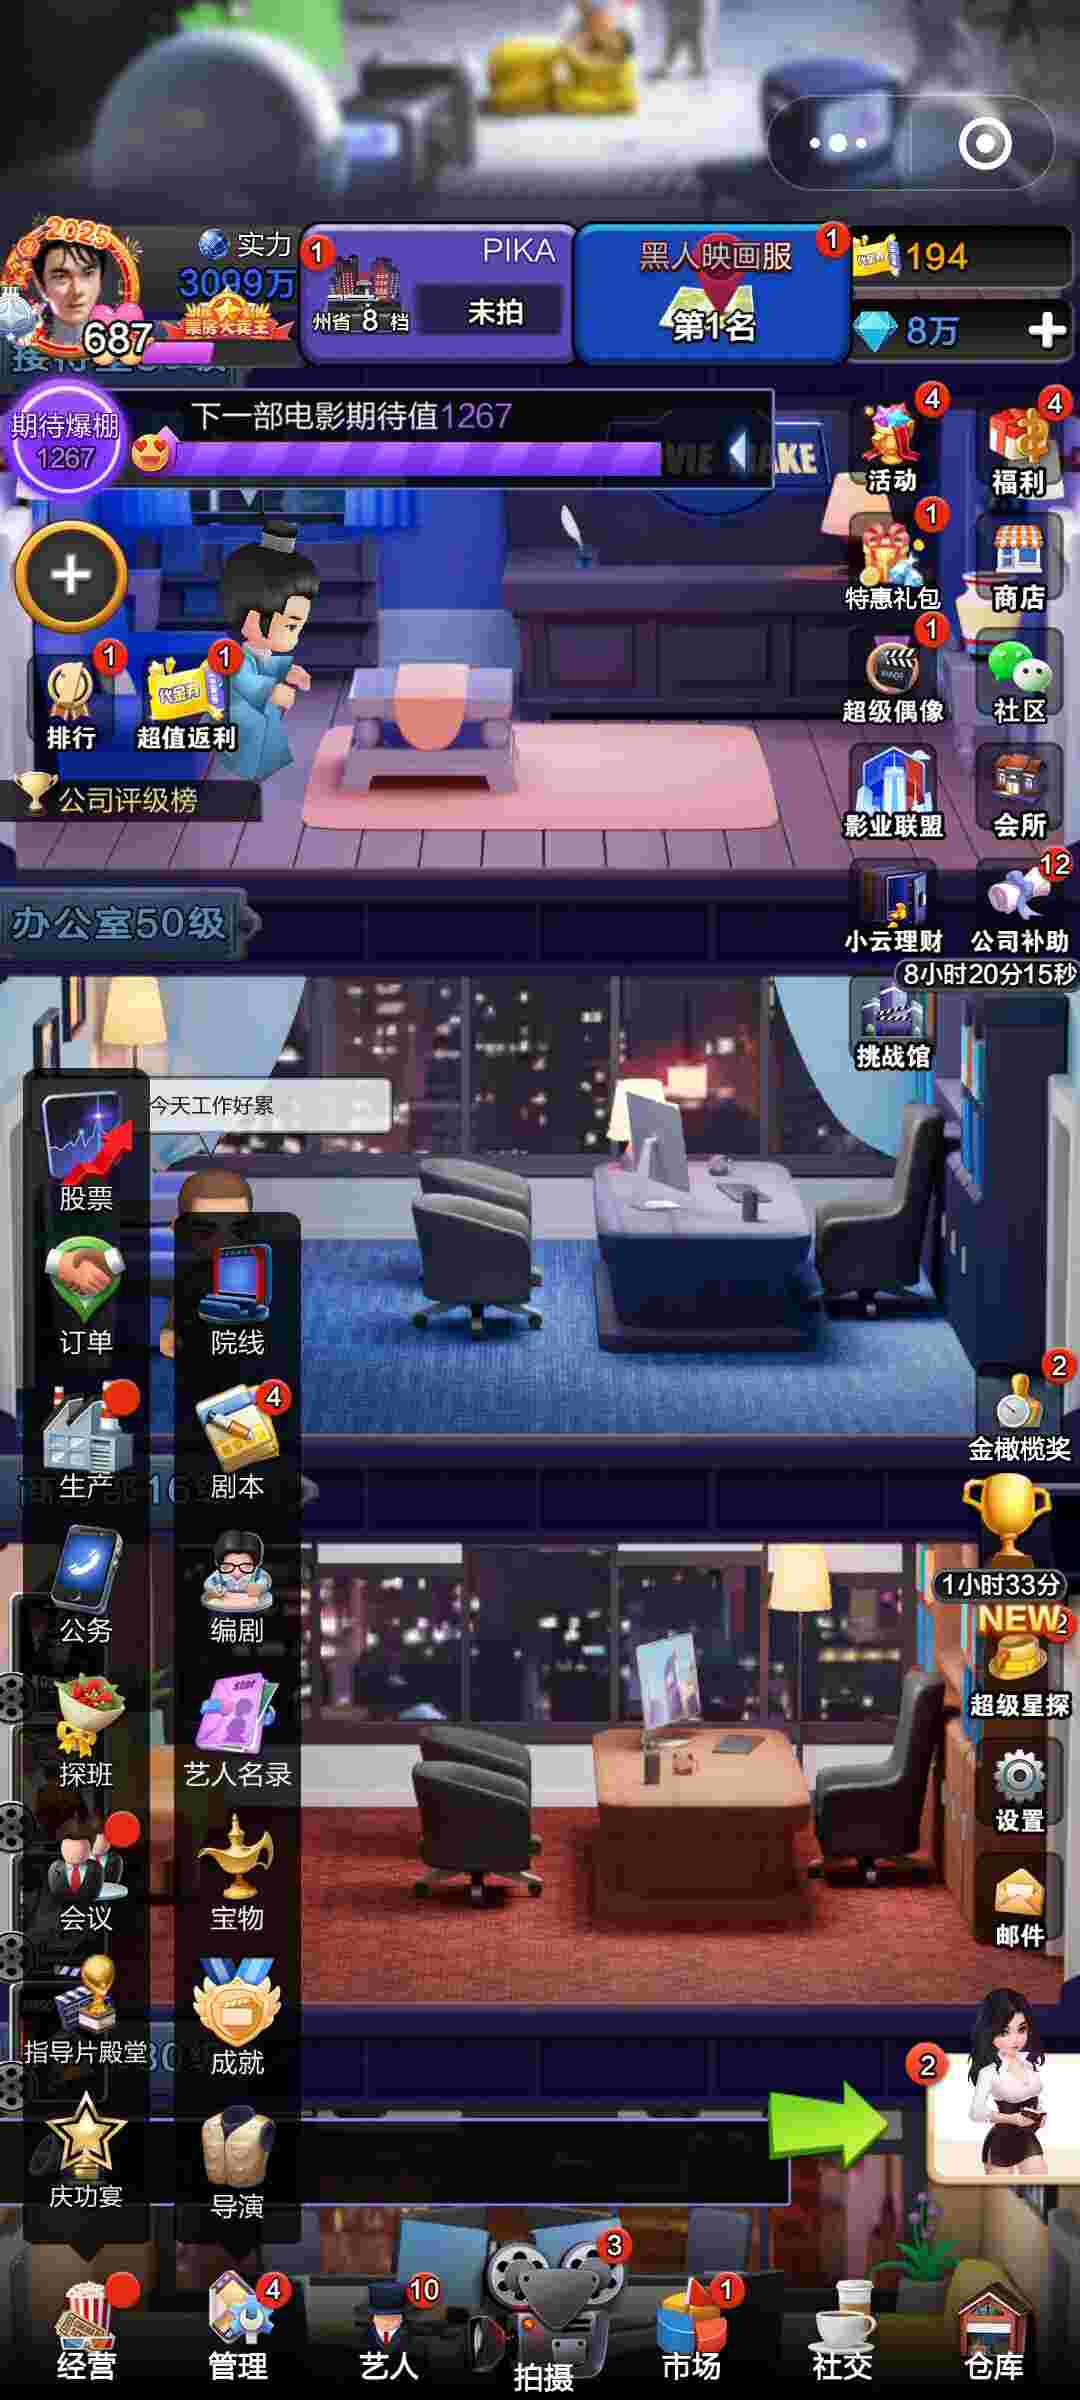 2025
实力
3099万
票房大赛王
687
1
PIKA
州省 8 档
未拍
1
黑人映画服
第1名
代金券
194
8万
期待爆棚
1267
下一部电影期待值1267
4
活动
4
福利
1
特惠礼包
商店
1
超级偶像
社区
1
排行
1
代金券
超值返利
公司评级榜
影业联盟
会所
办公室50级
小云理财
12
公司补助
8小时20分15秒
挑战馆
今天工作好累
股票
订单
院线
生产
4
剧本
2
金橄榄奖
公务
编剧
1小时33分
NEW
2
超级星探
探班
star
艺人名录
设置
会议
宝物
邮件
指导片殿堂
成就
2
庆功宴
导演
经营
4
管理
10
艺人
3
拍摄
1
市场
社交
仓库